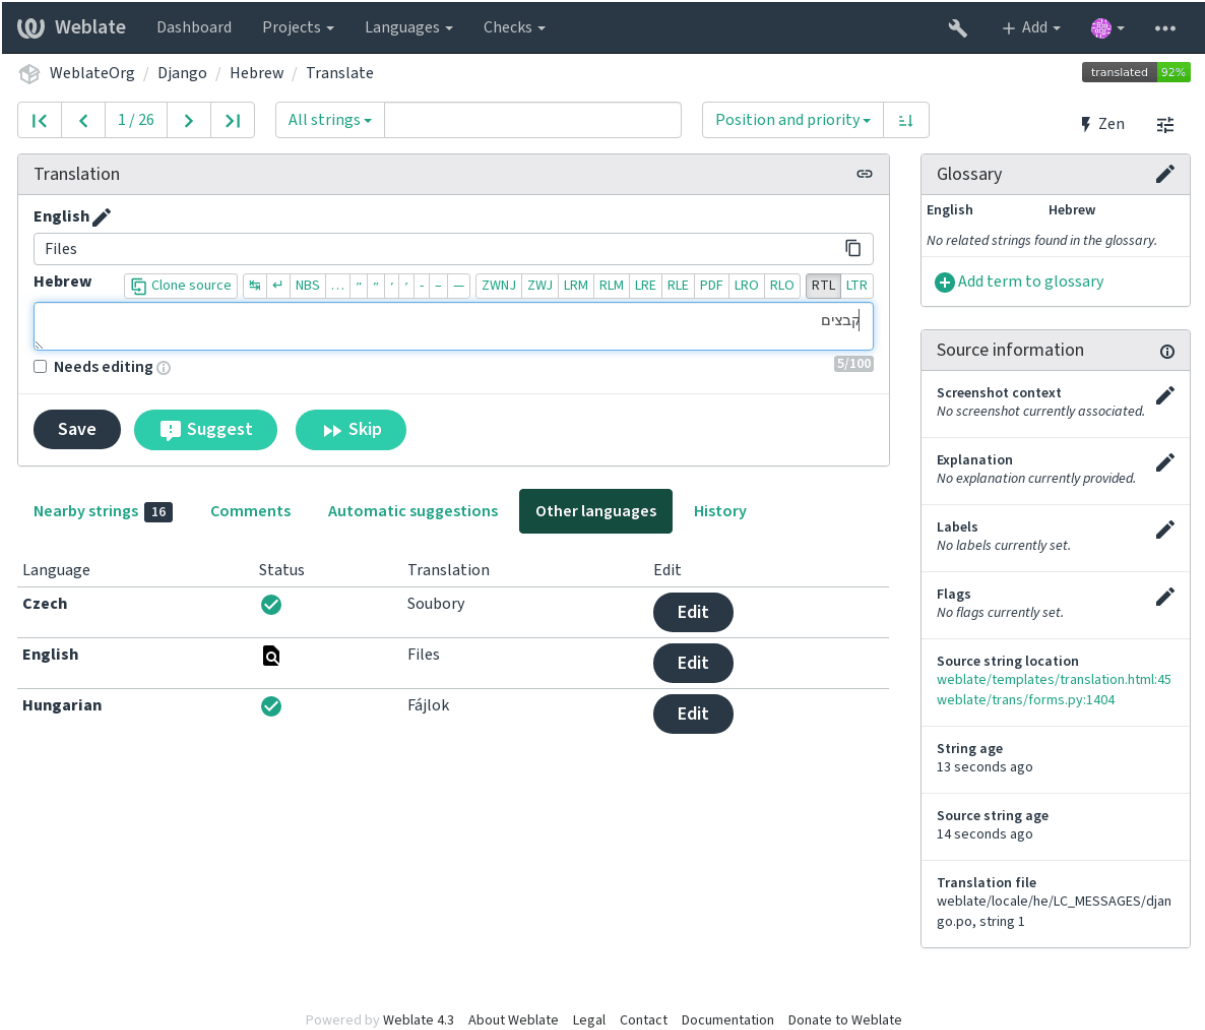 Weblate Dashboard Projects Languages Checks Add
WeblateOrg / Django / Hebrew / Translate
translated 92%
1 / 26 All strings Position and priority
Zen
Translation
English
Files
Hebrew Clone source ↹ ↵ NBS … ״ ״ ׳ ׳ - – — ZWNJ ZWJ LRM RLM LRE RLE PDF LRO RLO RTL LTR
קבצים
Needs editing
5/100
Save Suggest Skip
Nearby strings 16 Comments Automatic suggestions Other languages History
Language Status Translation Edit
Czech Soubory Edit
English Files Edit
Hungarian Fájlok Edit
Glossary
English Hebrew
No related strings found in the glossary.
Add term to glossary
Source information
Screenshot context
No screenshot currently associated.
Explanation
No explanation currently provided.
Labels
No labels currently set.
Flags
No flags currently set.
Source string location
weblate/templates/translation.html:45
weblate/trans/forms.py:1404
String age
13 seconds ago
Source string age
14 seconds ago
Translation file
weblate/locale/he/LC_MESSAGES/djan
go.po, string 1
Powered by Weblate 4.3 About Weblate Legal Contact Documentation Donate to Weblate